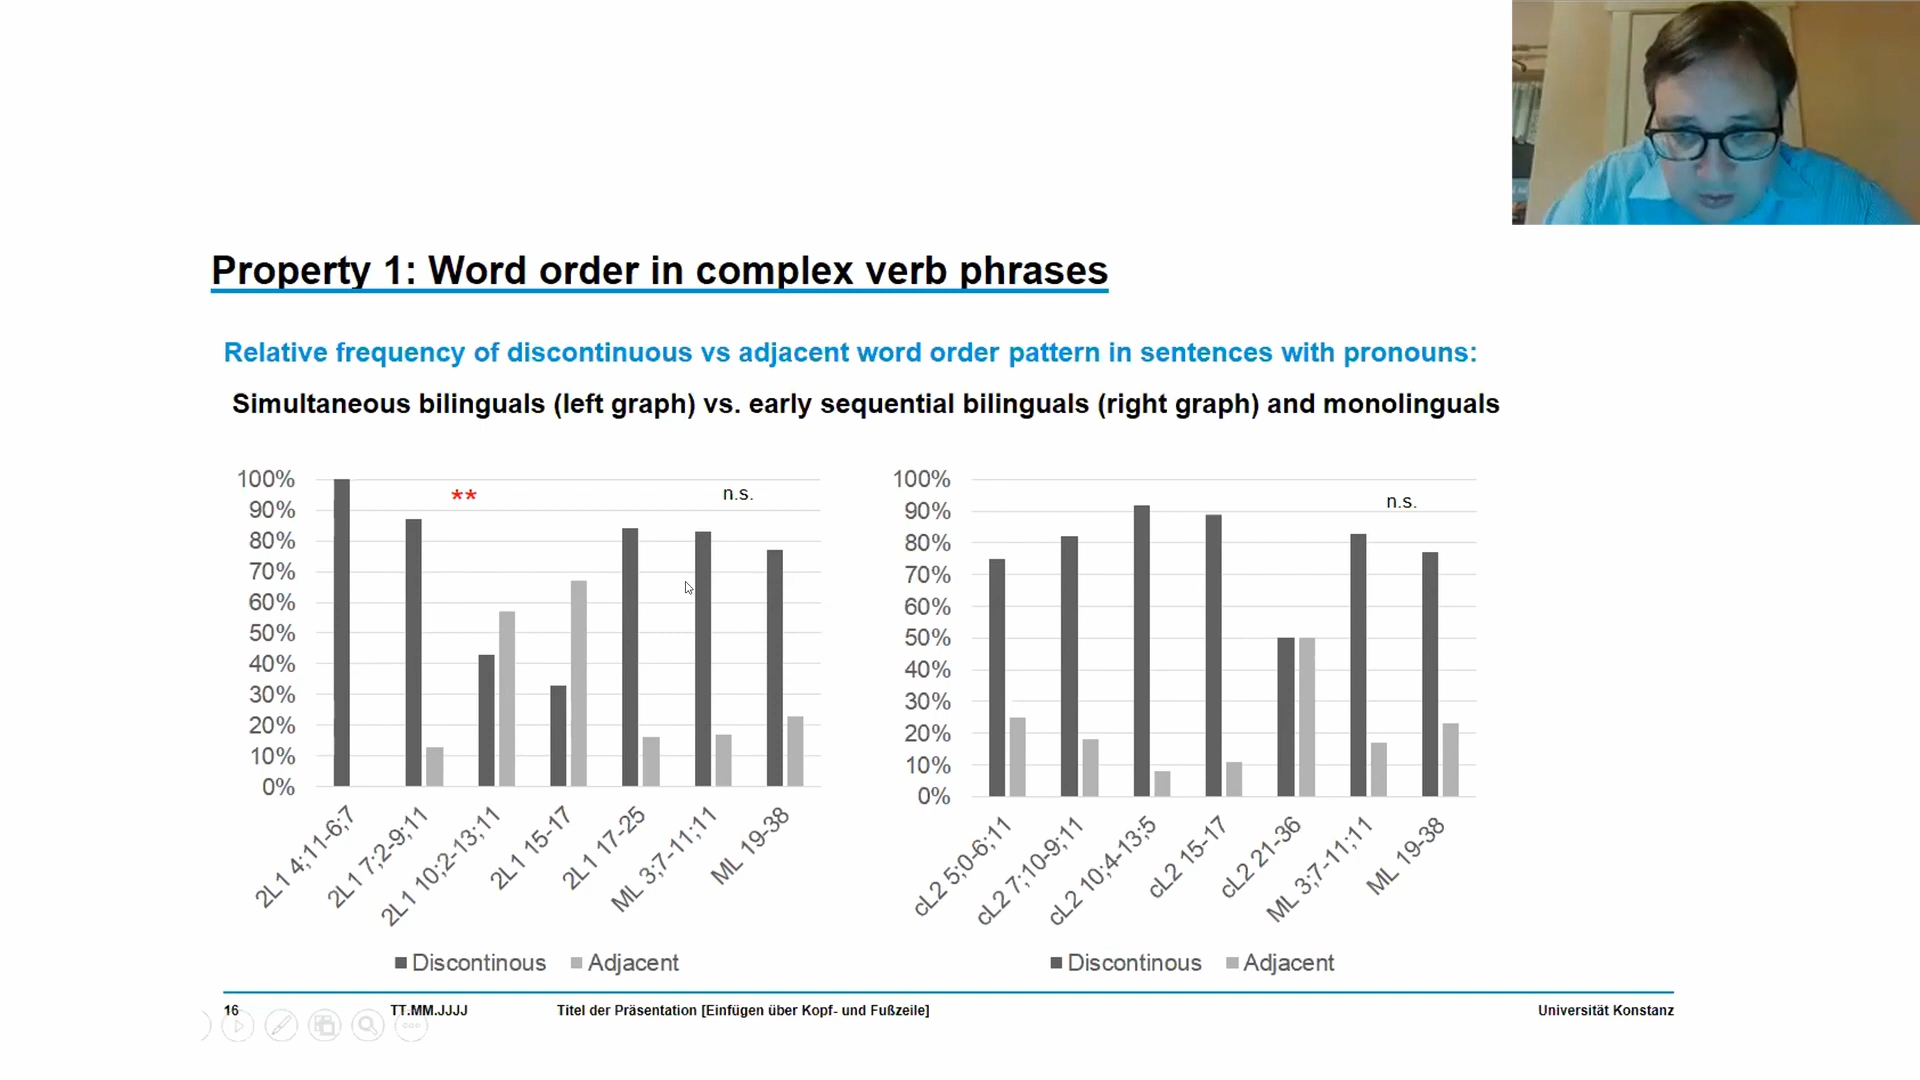 Property 1: Word order in complex verb phrases
Relative frequency of discontinuous vs adjacent word order pattern in sentences with pronouns:
Simultaneous bilinguals (left graph) vs. early sequential bilinguals (right graph) and monolinguals
100%
90%
80%
70%
60%
50%
40%
30%
20%
10%
0%
**
n.s.
2L1 4;11-6;7
2L1 7;2-9;11
2L1 10;2-13;11
2L1 15-17
2L1 17-25
ML 3;7-11;11
ML 19-38
Discontinous Adjacent
100%
90%
80%
70%
60%
50%
40%
30%
20%
10%
0%
n.s.
cL2 5;0-6;11
cL2 7;10-9;11
cL2 10;4-13;5
cL2 15-17
cL2 21-36
ML 3;7-11;11
ML 19-38
Discontinous Adjacent
16 TT.MM.JJJJ Titel der Präsentation [Einfügen über Kopf- und Fußzeile] Universität Konstanz